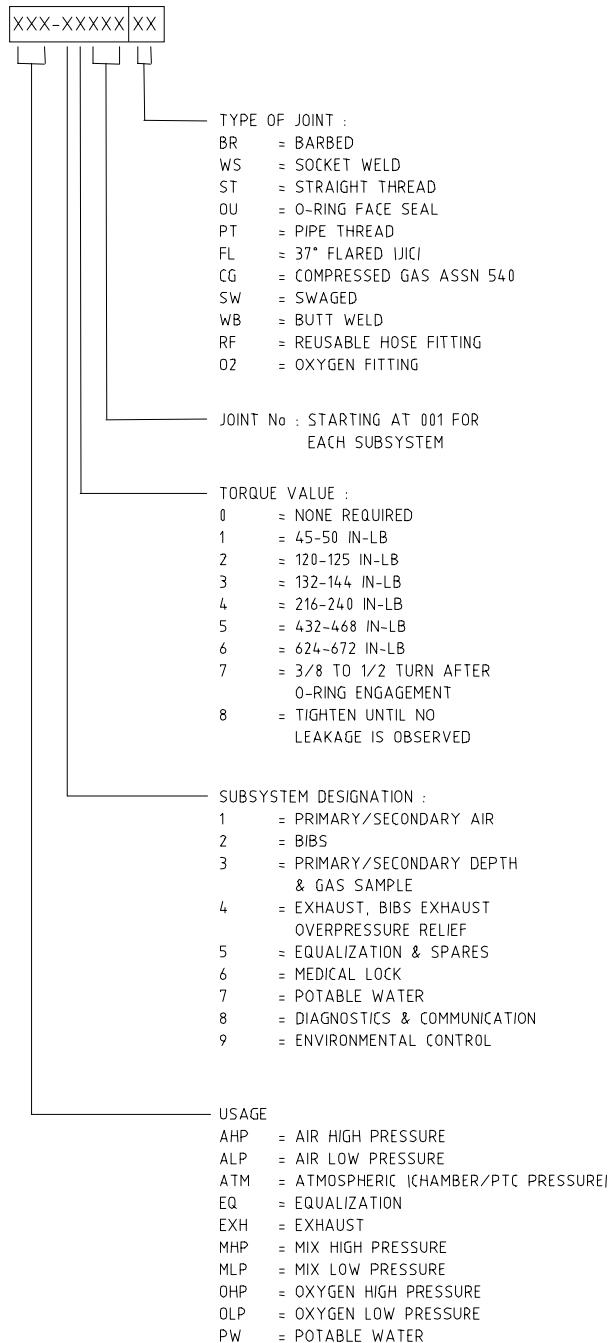 XXX-XXXXX XX
TYPE OF JOINT :
BR = BARBED
WS = SOCKET WELD
ST = STRAIGHT THREAD
OU = O-RING FACE SEAL
PT = PIPE THREAD
FL = 37° FLARED (JIC)
CG = COMPRESSED GAS ASSN 540
SW = SWAGED
WB = BUTT WELD
RF = REUSABLE HOSE FITTING
O2 = OXYGEN FITTING
JOINT No : STARTING AT 001 FOR
EACH SUBSYSTEM
TORQUE VALUE :
0 = NONE REQUIRED
1 = 45-50 IN-LB
2 = 120-125 IN-LB
3 = 132-144 IN-LB
4 = 216-240 IN-LB
5 = 432-468 IN-LB
6 = 624-672 IN-LB
7 = 3/8 TO 1/2 TURN AFTER
O-RING ENGAGEMENT
8 = TIGHTEN UNTIL NO
LEAKAGE IS OBSERVED
SUBSYSTEM DESIGNATION :
1 = PRIMARY/SECONDARY AIR
2 = BIBS
3 = PRIMARY/SECONDARY DEPTH
& GAS SAMPLE
4 = EXHAUST, BIBS EXHAUST
OVERPRESSURE RELIEF
5 = EQUALIZATION & SPARES
6 = MEDICAL LOCK
7 = POTABLE WATER
8 = DIAGNOSTICS & COMMUNICATION
9 = ENVIRONMENTAL CONTROL
USAGE
AHP = AIR HIGH PRESSURE
ALP = AIR LOW PRESSURE
ATM = ATMOSPHERIC (CHAMBER/PTC PRESSURE)
EQ = EQUALIZATION
EXH = EXHAUST
MHP = MIX HIGH PRESSURE
MLP = MIX LOW PRESSURE
OHP = OXYGEN HIGH PRESSURE
OLP = OXYGEN LOW PRESSURE
PW = POTABLE WATER